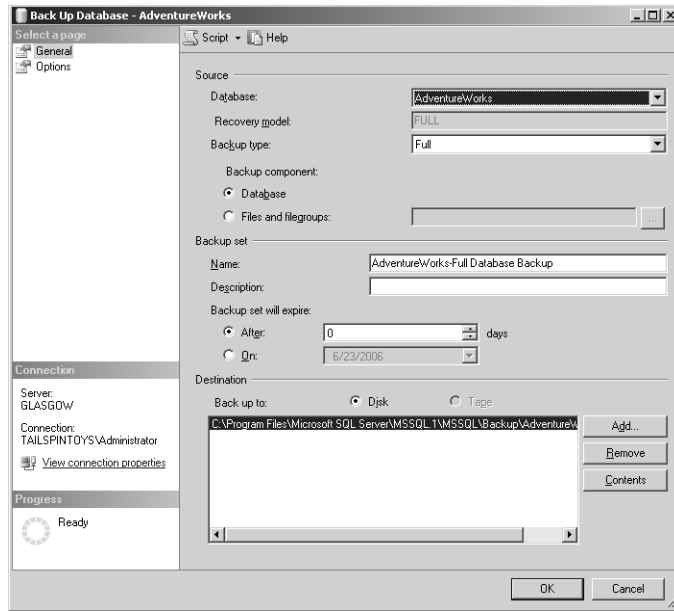 Back Up Database - AdventureWorks
Select a page
General
Options
Script Help
Source
Database: AdventureWorks
Recovery model: FULL
Backup type: Full
Backup component:
Database
Files and filegroups: ...
Backup set
Name: AdventureWorks-Full Database Backup
Description:
Backup set will expire:
After: 0 days
On: 6/23/2006
Destination
Back up to: Disk Tape
C:\Program Files\Microsoft SQL Server\MSSQL.1\MSSQL\Backup\AdventureW
Add...
Remove
Contents
Connection
Server:
GLASGOW
Connection:
TAILSPINTOYS\Administrator
View connection properties
Progress
Ready
OK Cancel